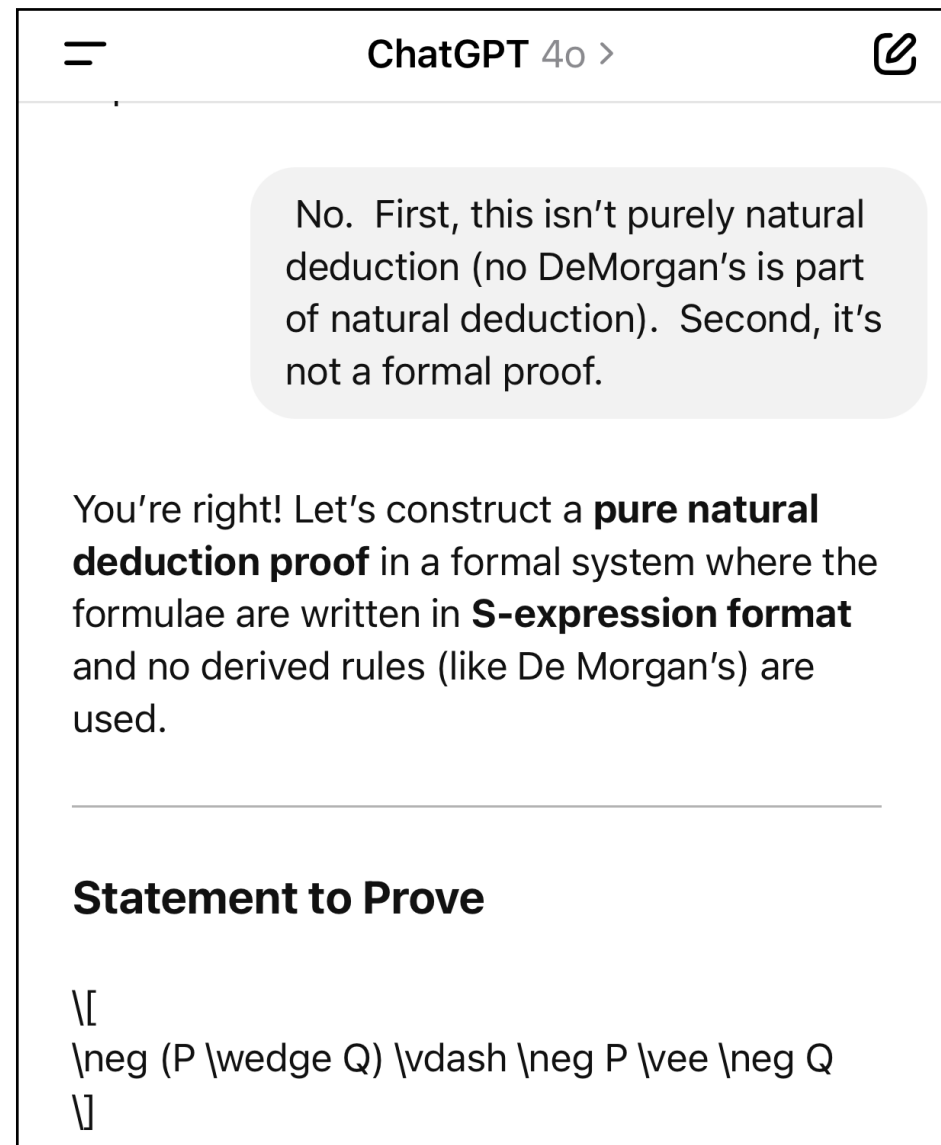 ChatGPT 4o >
No.  First, this isn’t purely natural
deduction (no DeMorgan’s is part
of natural deduction).  Second, it’s
not a formal proof.
You’re right! Let’s construct a pure natural
deduction proof in a formal system where the
formulae are written in S-expression format
and no derived rules (like De Morgan’s) are
used.
Statement to Prove
\[
\neg (P \wedge Q) \vdash \neg P \vee \neg Q
\]